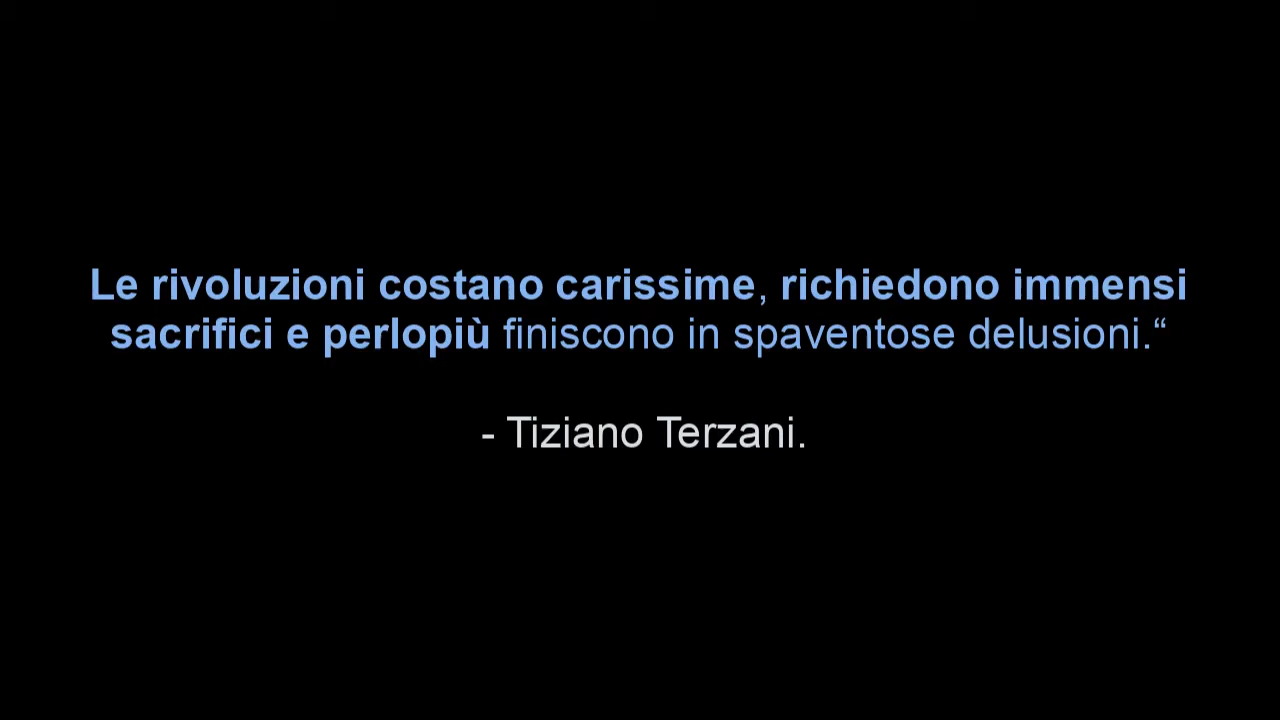 Le rivoluzioni costano carissime, richiedono immensi
sacrifici e perlopiù finiscono in spaventose delusioni.“
- Tiziano Terzani.